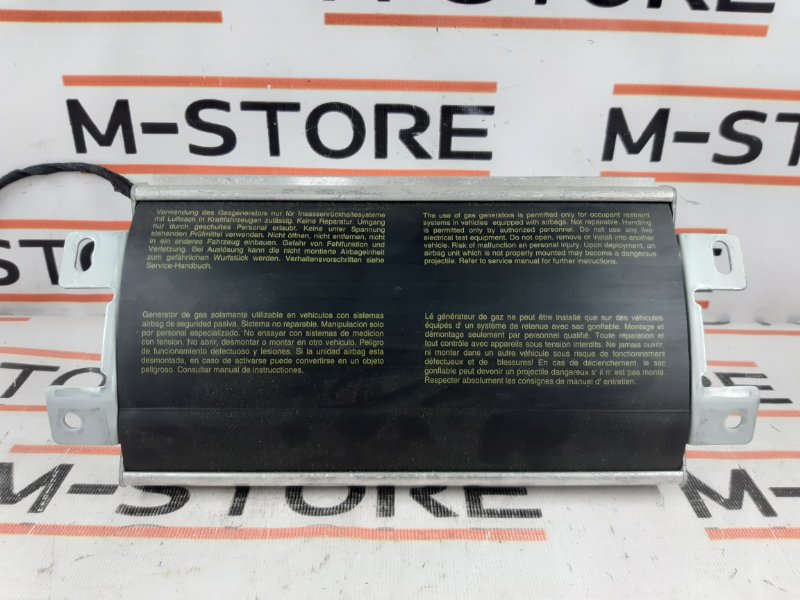 M-STORE
M-STORE
M-S
Verwendung des Gasgenerators nur für Insassenrückhaltesysteme
mit Luftsack in Kraftfahrzeugen zulässig. Keine Reparatur. Umgang
nur durch geschultes Personal erlaubt. Keine unter Spannung
stehenden Prüfmittel verwenden. Nicht öffnen, nicht entfernen, nicht
in ein anderes Fahrzeug einbauen. Gefahr von Fehlfunktion und
Verletzung. Bei Auslösung kann die nicht montierte Airbageinheit
zum gefährlichen Wurfstück werden. Verhaltensvorschriften siehe
Service-Handbuch.
The use of gas generators is permitted only for occupant restraint
systems in vehicles equipped with airbags. Not repairable. Handling
is permitted only by authorized personnel. Do not use any live
electrical test equipment. Do not open, remove or install into another
vehicle. Risk of malfunction an personal injury. Upon deployment, an
airbag unit which is not properly mounted may become a dangerous
projectile. Refer to service manual for further instructions.
Generator de gas solamente utilizable en vehiculos con sistemas
airbag de seguridad pasiva. Sistema no reparable. Manipulacion solo
por personal especializado. No ensayar con sistemas de medicion
con tension. No abrir, desmontar o montar en otro vehiculo. Peligro
de funcionamiento defectuoso y lesiones. Si la unidad airbag esta
desmontada, en caso de activarse puede convertirse en un objeto
peligroso. Consultar manual de instrucctiones.
Lé générateur de gaz ne peut être installé que sur des vehicules
équipés d' un système de retenue avec sac gonflable. Montage et
démontage seulement par personnel qualifié. Toute réparation et
tout contrôle avec appareils sous tension interdits. Ne jamais ouvrir,
ni monter dans un autre véhicule sous risque de fonctionnement
défectueux et de . blessures! En cas de déclenchement, le sac
gonflable peut devenir un projectile dangereux s' il n' est pas monté.
Respecter absolument les consignes de manuel d' entretien.
M-STORE